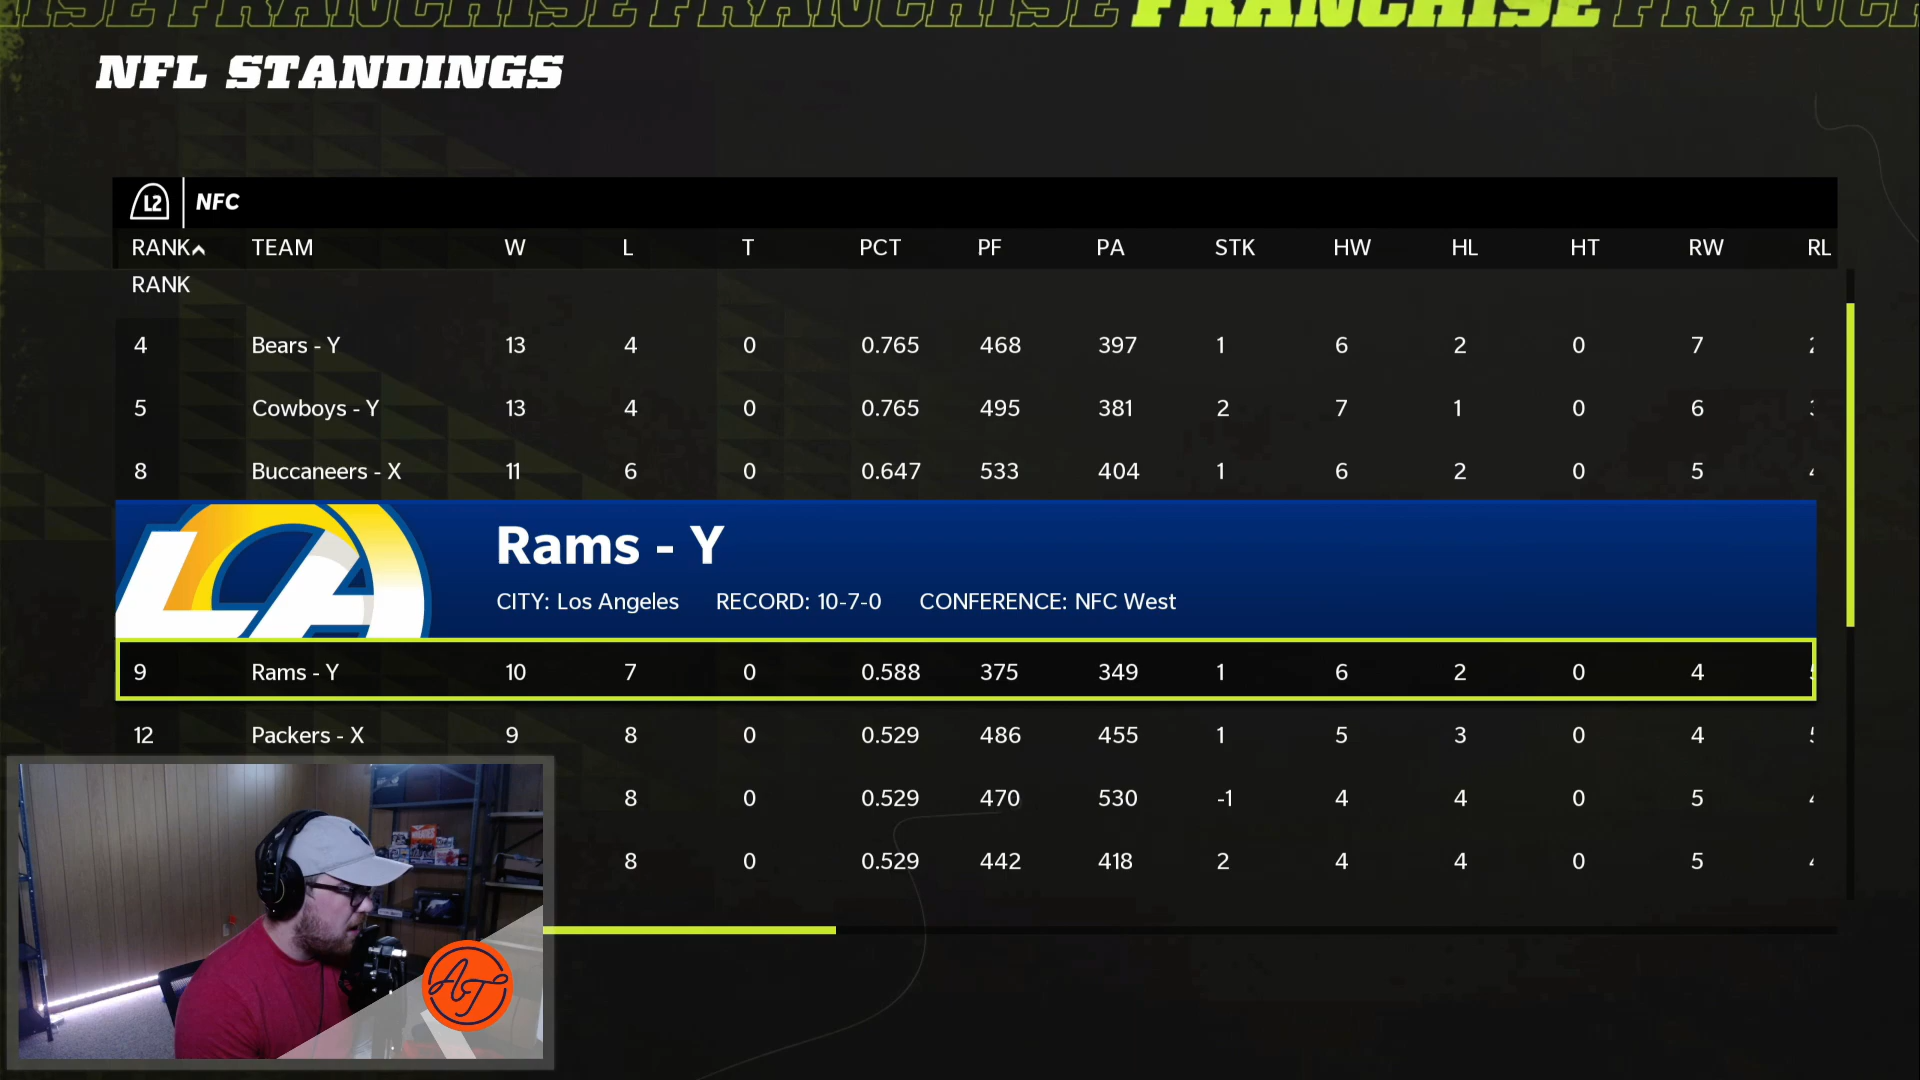 FRANCHISE FRANCHISE FRANCHISE
NFL STANDINGS
L2 NFC
RANK TEAM W L T PCT PF PA STK HW HL HT RW RL
RANK
4 Bears - Y 13 4 0 0.765 468 397 1 6 2 0 7
5 Cowboys - Y 13 4 0 0.765 495 381 2 7 1 0 6
8 Buccaneers - X 11 6 0 0.647 533 404 1 6 2 0 5
LA
Rams - Y
CITY: Los Angeles RECORD: 10-7-0 CONFERENCE: NFC West
9 Rams - Y 10 7 0 0.588 375 349 1 6 2 0 4
12 Packers - X 9 8 0 0.529 486 455 1 5 3 0 4
8 0 0.529 470 530 -1 4 4 0 5
8 0 0.529 442 418 2 4 4 0 5
AT